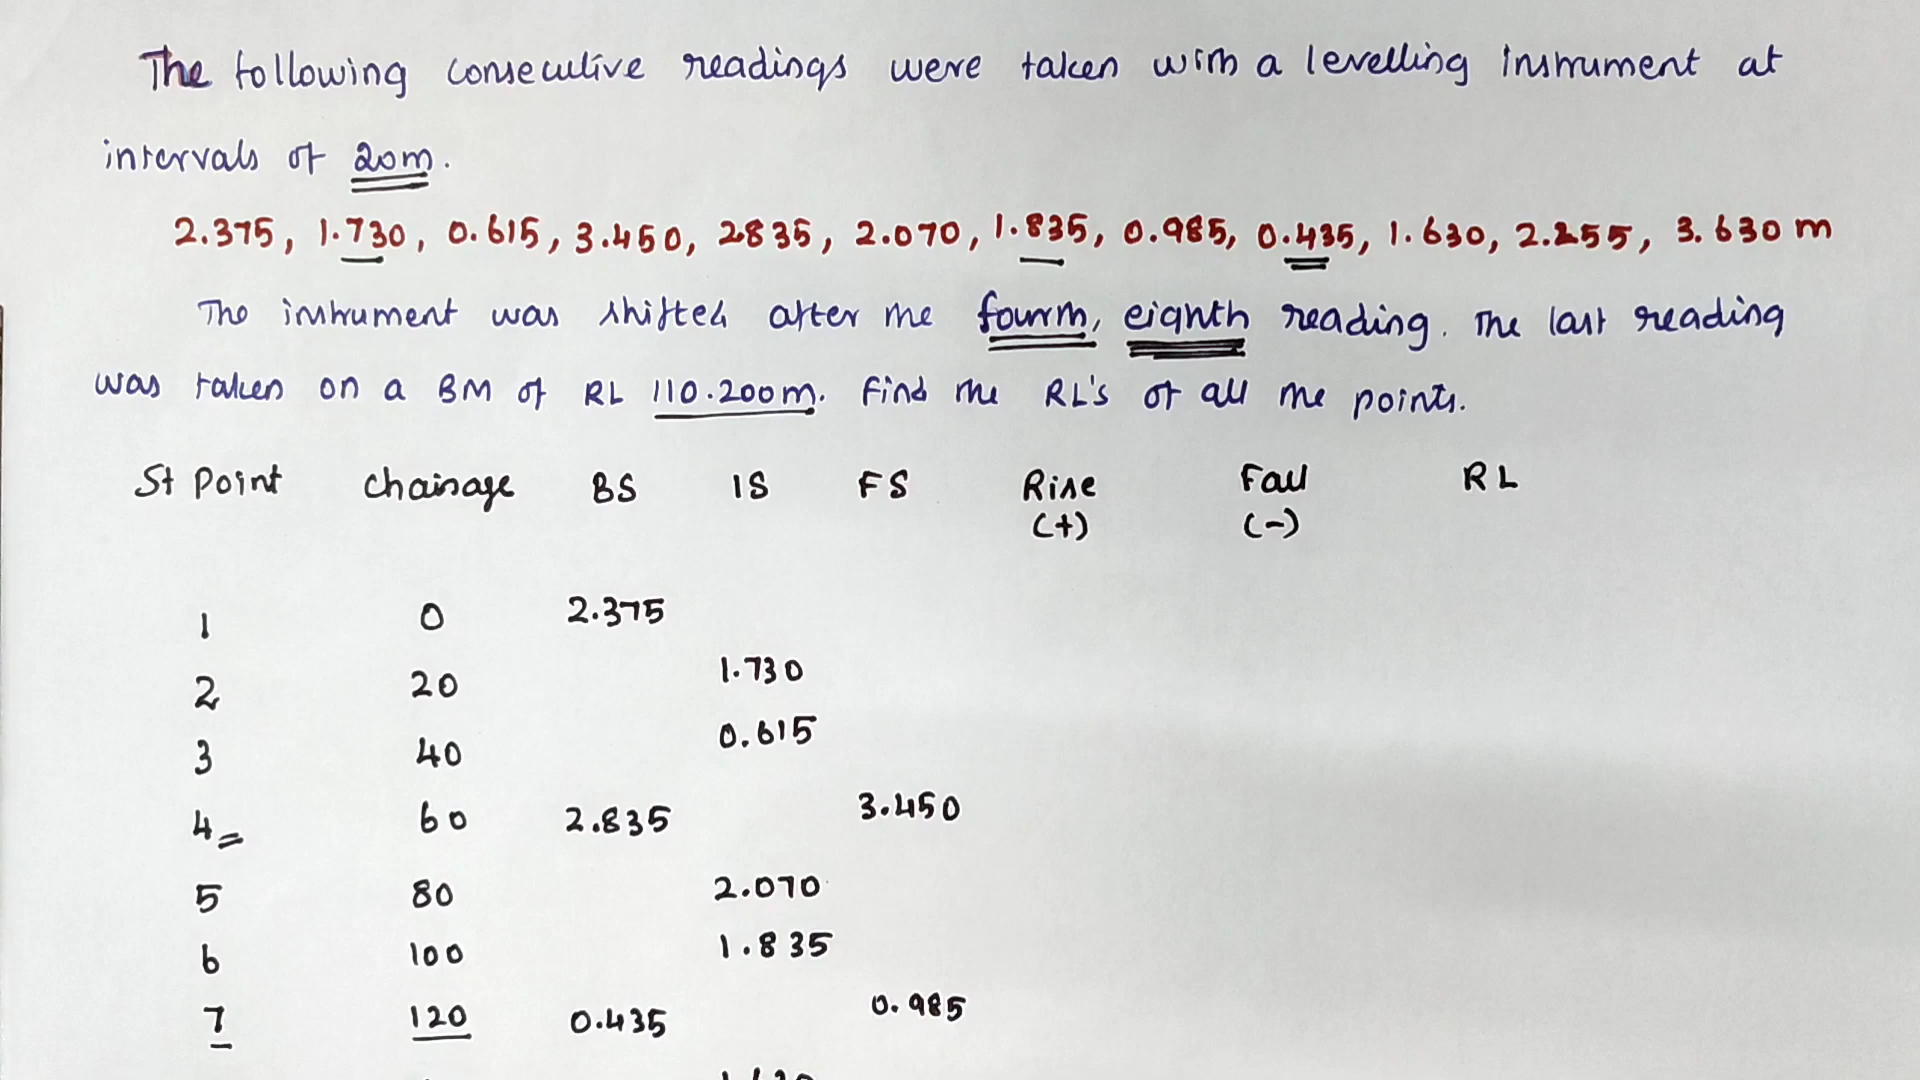 The following consecutive readings were taken with a levelling instrument at
intervals of 20m.
2.375, 1.730, 0.615, 3.450, 2835, 2.070, 1.835, 0.985, 0.435, 1.630, 2.255, 3.630 m
The instrument was shifted after the fourth, eighth reading. The last reading
was taken on a BM of RL 110.200m. Find the RL's of all the points.
St Point Chainage BS IS FS Rise Fall RL
(+) (-)
1 0 2.375
2 20 1.730
3 40 0.615
4 60 2.835 3.450
5 80 2.070
6 100 1.835
7 120 0.435 0.985